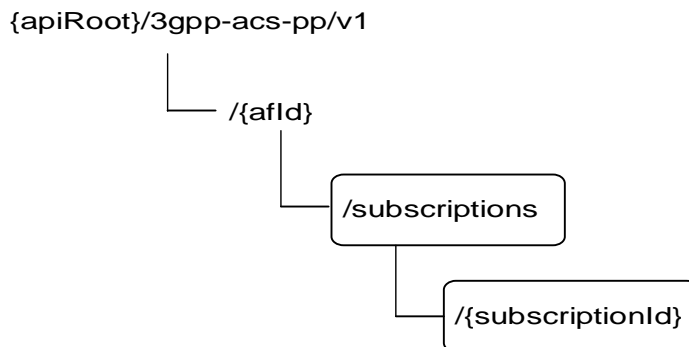 {apiRoot}/3gpp-acs-pp/v1
/{afId}
/subscriptions
/{subscriptionId}